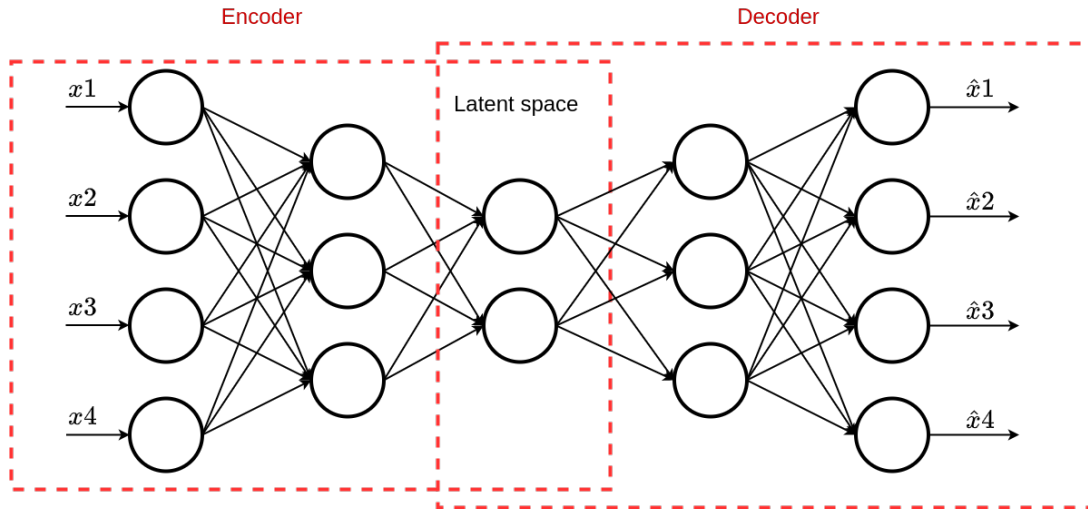 Encoder
Decoder
Latent space
x1
x2
x3
x4
x̂1
x̂2
x̂3
x̂4